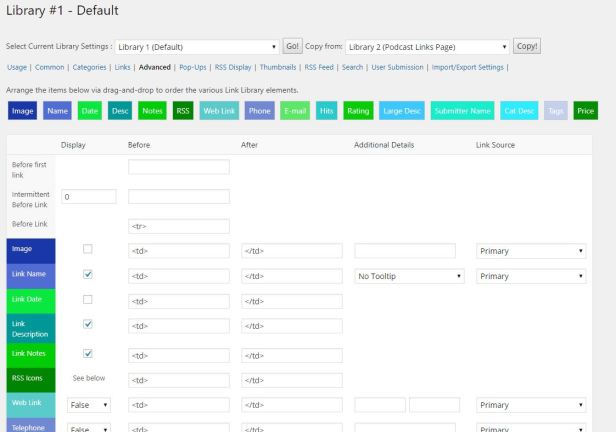 Library #1 - Default
Select Current Library Settings : Library 1 (Default) Go! Copy from: Library 2 (Podcast Links Page) Copy!
Usage | Common | Categories | Links | Advanced | Pop-Ups | RSS Display | Thumbnails | RSS Feed | Search | User Submission | Import/Export Settings |
Arrange the items below via drag-and-drop to order the various Link Library elements.
Image Name Date Desc Notes RSS Web Link Phone E-mail Hits Rating Large Desc Submitter Name Cat Desc Tags Price
Display Before After Additional Details Link Source
Before first
link
Intermittent
Before Link 0
Before Link <tr>
Image <td> </td> Primary
Link Name <td> </td> No Tooltip Primary
Link Date <td> </td>
Link
Description <td> </td>
Link Notes <td> </td>
RSS Icons See below <td> </td>
Web Link False <td> </td> Primary
Telephone False <td> </td> Primary